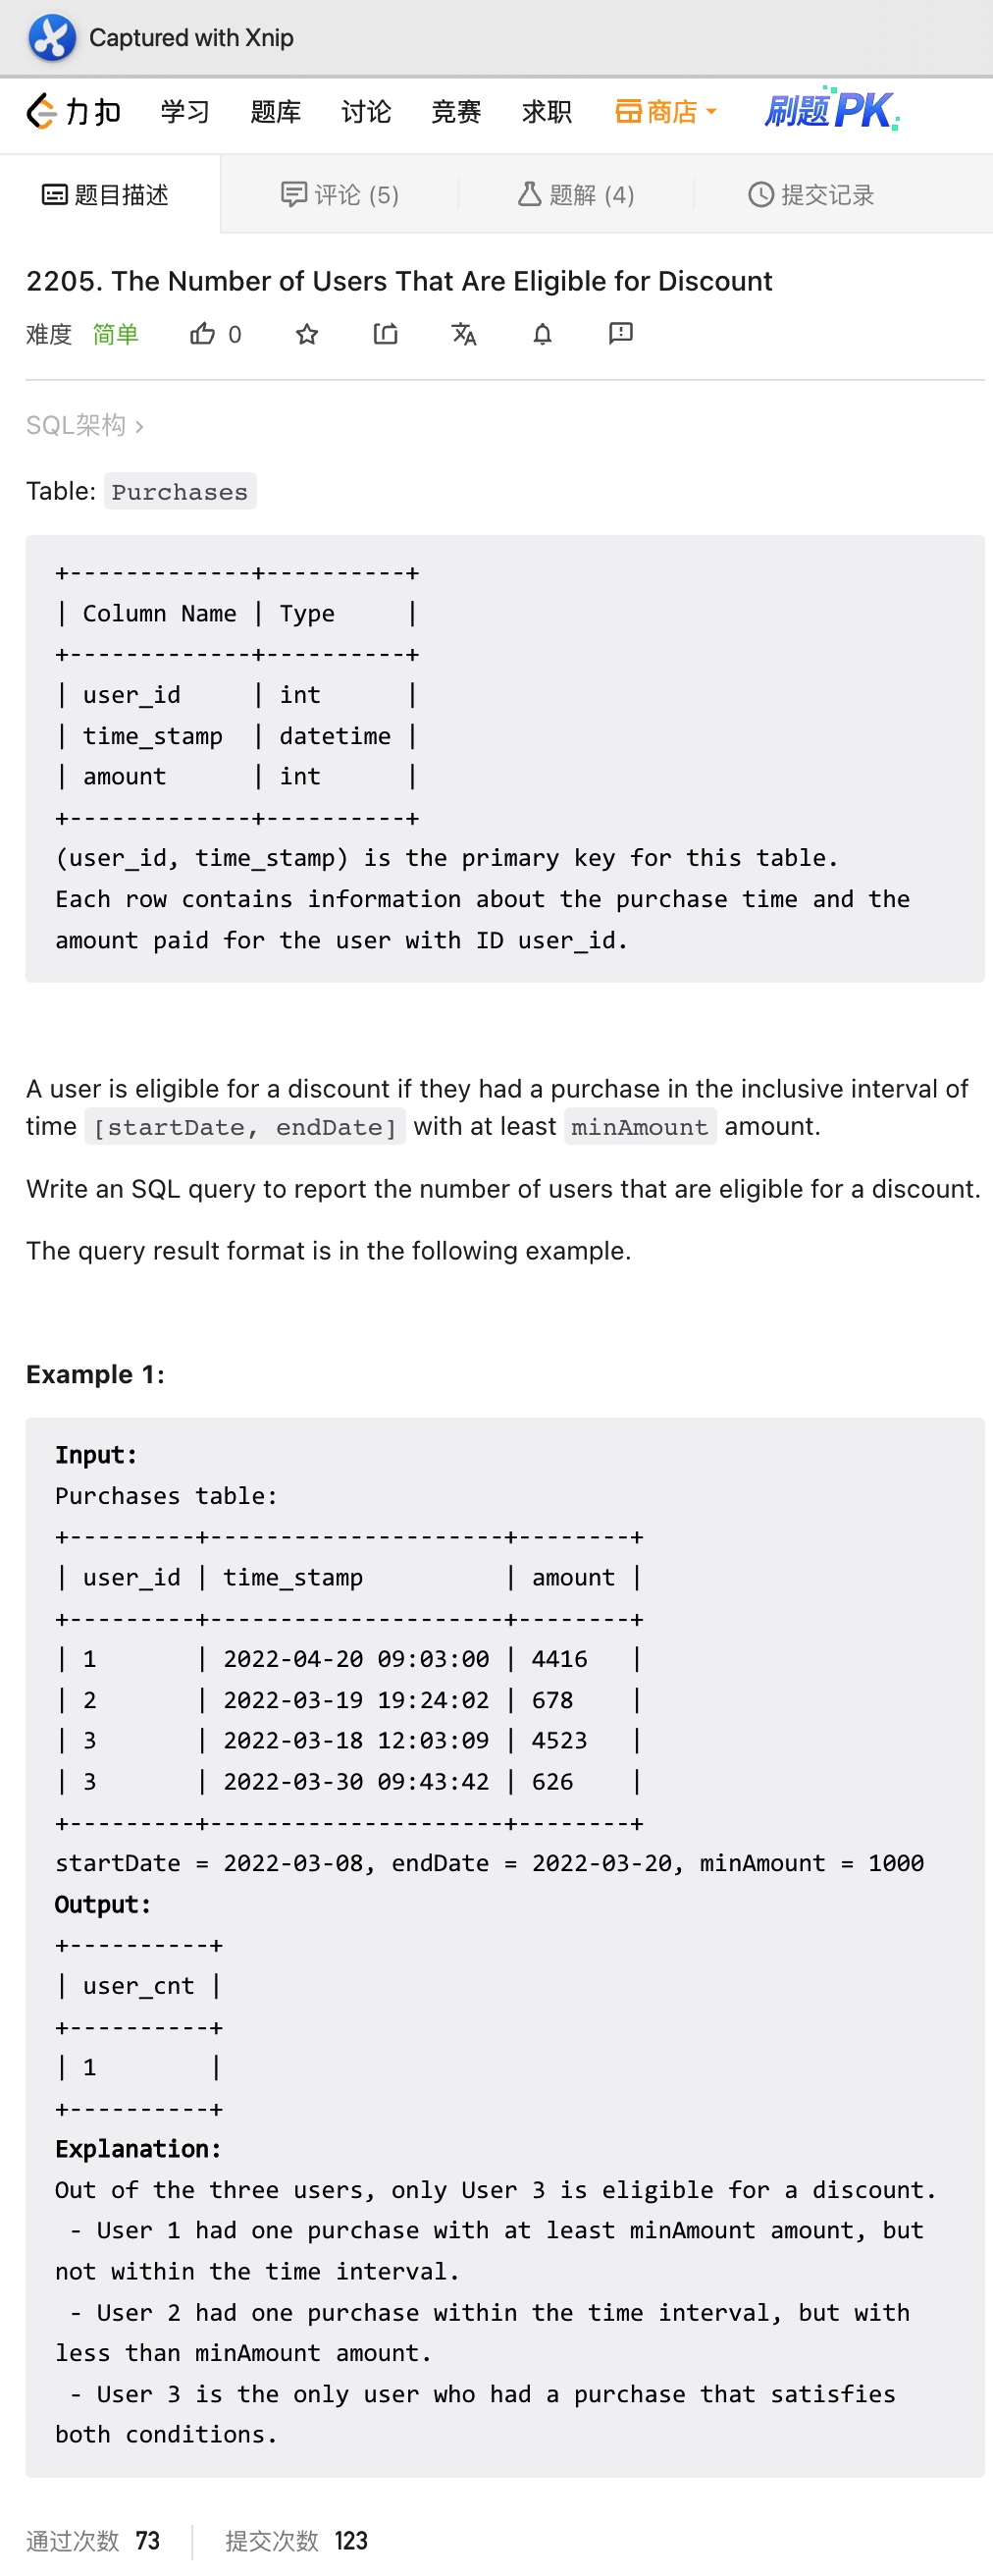 Captured with Xnip
力扣 学习 题库 讨论 竞赛 求职 商店 刷题PK
题目描述 评论 (5) 题解 (4) 提交记录
2205. The Number of Users That Are Eligible for Discount
难度 简单 0
SQL架构 ›
Table: Purchases
+-------------+----------+
| Column Name | Type     |
+-------------+----------+
| user_id     | int      |
| time_stamp  | datetime |
| amount      | int      |
+-------------+----------+
(user_id, time_stamp) is the primary key for this table.
Each row contains information about the purchase time and the
amount paid for the user with ID user_id.
A user is eligible for a discount if they had a purchase in the inclusive interval of
time [startDate, endDate] with at least minAmount amount.
Write an SQL query to report the number of users that are eligible for a discount.
The query result format is in the following example.
Example 1:
Input:
Purchases table:
+---------+---------------------+--------+
| user_id | time_stamp          | amount |
+---------+---------------------+--------+
| 1       | 2022-04-20 09:03:00 | 4416   |
| 2       | 2022-03-19 19:24:02 | 678    |
| 3       | 2022-03-18 12:03:09 | 4523   |
| 3       | 2022-03-30 09:43:42 | 626    |
+---------+---------------------+--------+
startDate = 2022-03-08, endDate = 2022-03-20, minAmount = 1000
Output:
+----------+
| user_cnt |
+----------+
| 1        |
+----------+
Explanation:
Out of the three users, only User 3 is eligible for a discount.
- User 1 had one purchase with at least minAmount amount, but
not within the time interval.
- User 2 had one purchase within the time interval, but with
less than minAmount amount.
- User 3 is the only user who had a purchase that satisfies
both conditions.
通过次数 73 提交次数 123